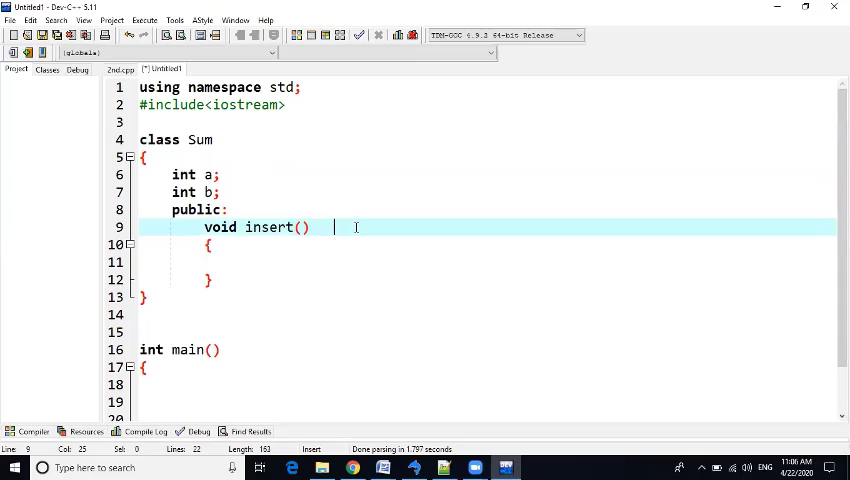 Untitled1 - Dev-C++ 5.11
File Edit Search View Project Execute Tools AStyle Window Help
TDM-GCC 4.9.2 64-bit Release
(globals)
Project Classes Debug 2nd.cpp [*] Untitled1
1 using namespace std;
2 #include<iostream>
3
4 class Sum
5 {
6 int a;
7 int b;
8 public:
9 void insert()
10 {
11
12 }
13 }
14
15
16 int main()
17 {
18
19
20
Compiler Resources Compile Log Debug Find Results
Line: 9 Col: 25 Sel: 0 Lines: 22 Length: 163 Insert Done parsing in 1.797 seconds
Type here to search
W
DEV
ENG
11:06 AM
4/22/2020